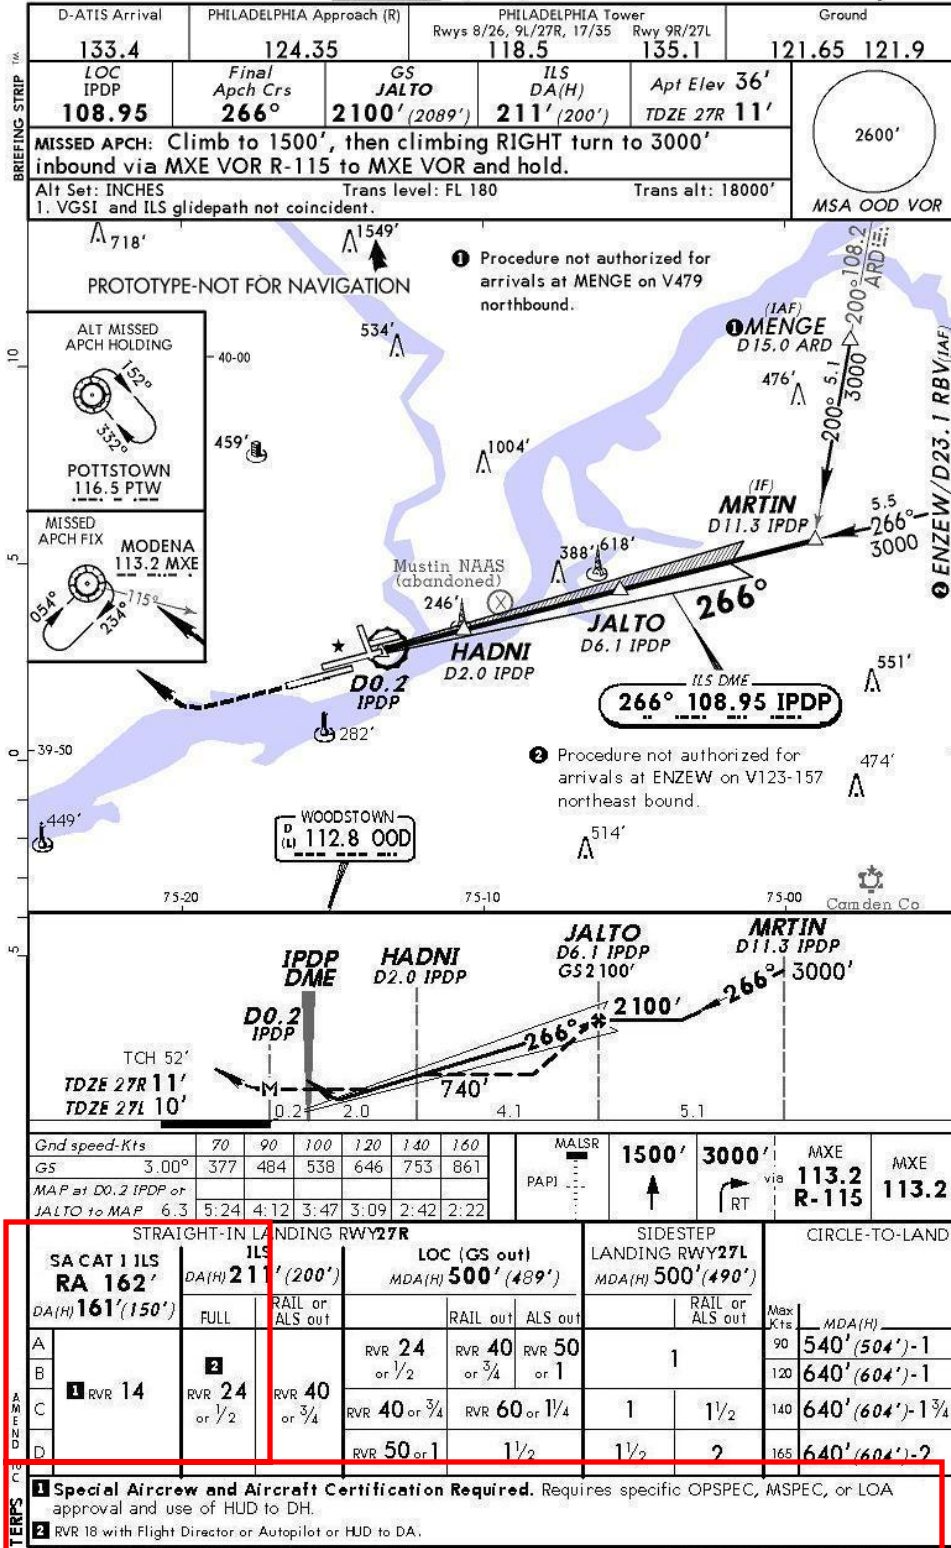 D-ATIS Arrival PHILADELPHIA Approach (R) PHILADELPHIA Tower Ground
Rwys 8/26, 9L/27R, 17/35 Rwy 9R/27L
133.4 124.35 118.5 135.1 121.65 121.9
BRIEFING STRIP TM
LOC IPDP 108.95
Final Apch Crs 266°
GS JALTO 2100' (2089')
ILS DA(H) 211' (200')
Apt Elev 36'
TDZE 27R 11'
2600'
MSA OOD VOR
MISSED APCH: Climb to 1500', then climbing RIGHT turn to 3000'
inbound via MXE VOR R-115 to MXE VOR and hold.
Alt Set: INCHES Trans level: FL 180 Trans alt: 18000'
1. VGSI and ILS glidepath not coincident.
718'
1549'
PROTOTYPE-NOT FOR NAVIGATION
1 Procedure not authorized for
arrivals at MENGE on V479
northbound.
200° 108.2 ARD
(IAF)
1 MENGE
D15.0 ARD
534'
476'
200° 5.1
3000
ALT MISSED
APCH HOLDING
152°
332°
POTTSTOWN
116.5 PTW
40-00
459'
1004'
10
5
0
2 ENZEW/D23.1 RBV (IAF)
(IF)
MRTIN
D11.3 IPDP
5.5
266°
3000
MISSED
APCH FIX
MODENA
113.2 MXE
054°
234°
115°
Mustin NAAS
(abandoned)
246'
388'
618'
266°
JALTO
D6.1 IPDP
HADNI
D2.0 IPDP
D0.2
IPDP
ILS DME
266° 108.95 IPDP
551'
282'
39-50
2 Procedure not authorized for
arrivals at ENZEW on V123-157
northeast bound.
474'
449'
WOODSTOWN
D
(L) 112.8 OOD
514'
75-20 75-10 75-00
Camden Co
5
MRTIN
D11.3 IPDP
JALTO
D6.1 IPDP
GS2100'
HADNI
D2.0 IPDP
IPDP
DME
D0.2
IPDP
266° 3000'
2100'
266°
740'
TCH 52'
TDZE 27R 11'
TDZE 27L 10'
M
0.2 2.0 4.1 5.1
Gnd speed-Kts 70 90 100 120 140 160
GS 3.00° 377 484 538 646 753 861
MAP at D0.2 IPDP or
JALTO to MAP 6.3 5:24 4:12 3:47 3:09 2:42 2:22
MALSR
PAPI
1500'
3000'
RT
via
MXE
113.2
R-115
MXE
113.2
STRAIGHT-IN LANDING RWY27R SIDESTEP LANDING RWY27L CIRCLE-TO-LAND
SA CAT 1 ILS
RA 162'
DA(H) 161' (150')
ILS
DA(H) 211' (200')
LOC (GS out)
MDA(H) 500' (489')
MDA(H) 500' (490')
FULL RAIL or ALS out RAIL out ALS out RAIL or ALS out Max Kts MDA(H)
A RVR 24 or 1/2 RVR 40 or 3/4 RVR 50 or 1 1 90 540' (504')-1
B 120 640' (604')-1
1 RVR 14
2 RVR 24 or 1/2
RVR 40 or 3/4
C RVR 40 or 3/4 RVR 60 or 1 1/4 1 1 1/2 140 640' (604')-1 3/4
D RVR 50 or 1 1 1/2 1 1/2 2 165 640' (604')-2
1 Special Aircrew and Aircraft Certification Required. Requires specific OPSPEC, MSPEC, or LOA
approval and use of HUD to DH.
2 RVR 18 with Flight Director or Autopilot or HUD to DA.
TERPS
AMEND